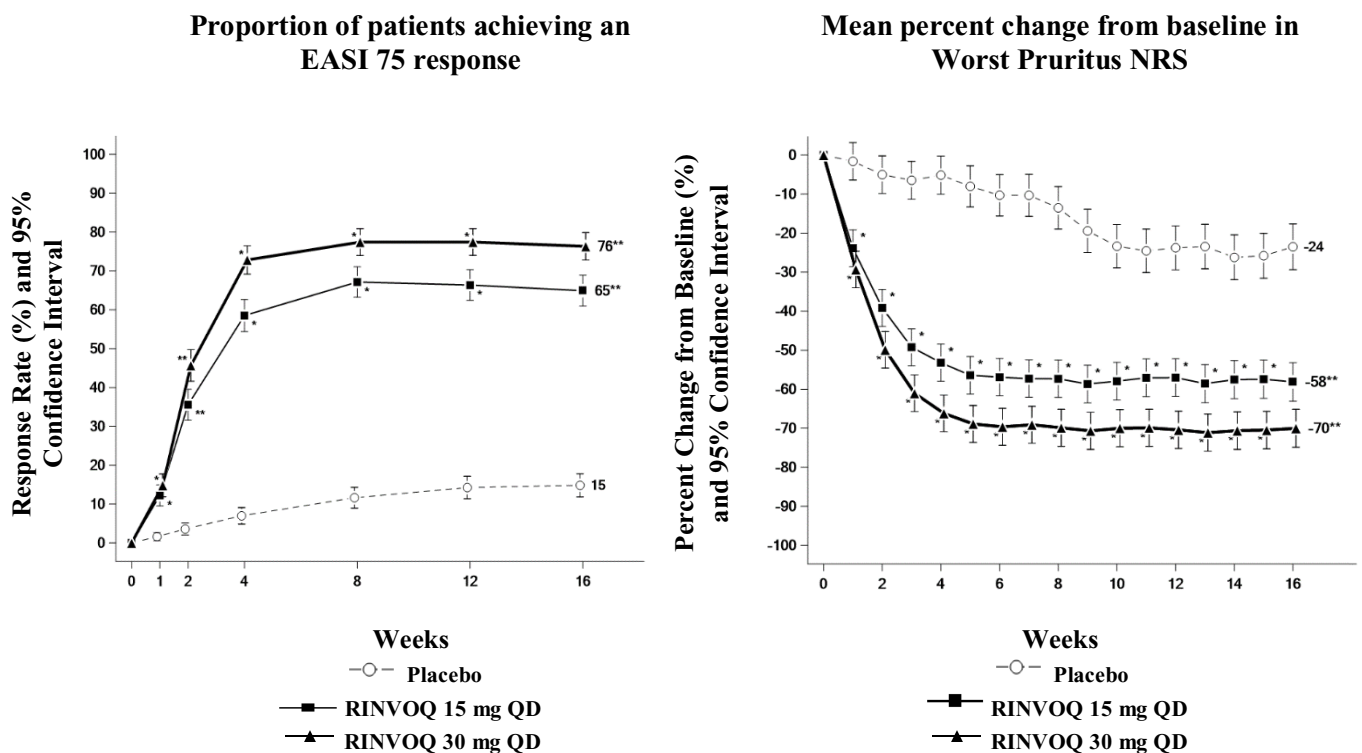 Proportion of patients achieving an
EASI 75 response
Response Rate (%) and 95%
Confidence Interval
100
90
80
70
60
50
40
30
20
10
0
*
*
**
**
*
*
*
*
*
*
76**
65**
15
0 1 2 4 8 12 16
Weeks
Placebo
RINVOQ 15 mg QD
RINVOQ 30 mg QD
Mean percent change from baseline in
Worst Pruritus NRS
Percent Change from Baseline (%)
and 95% Confidence Interval
0
-10
-20
-30
-40
-50
-60
-70
-80
-90
-100
* * * * * * * * * * * * * * *
* * * * * * * * * * * * * * *
-24
-58**
-70**
0 2 4 6 8 10 12 14 16
Weeks
Placebo
RINVOQ 15 mg QD
RINVOQ 30 mg QD